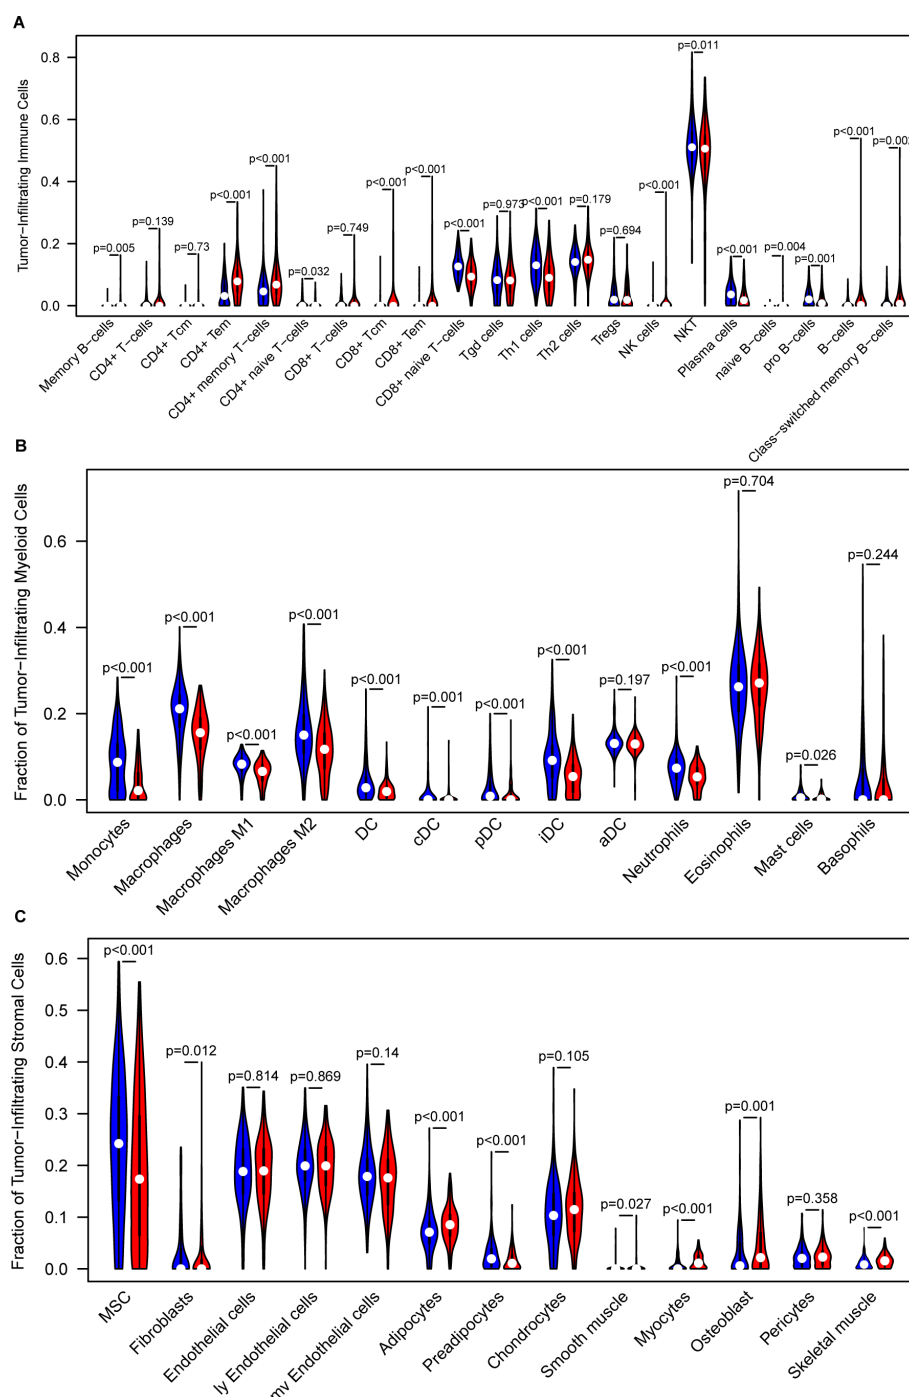 A
Tumor−Infiltrating Immune Cells
0.8
0.6
0.4
0.2
0.0
p=0.005
p=0.139
p=0.73
p<0.001
p<0.001
p=0.032
p=0.749
p<0.001
p<0.001
p<0.001
p=0.973
p<0.001
p=0.179
p=0.694
p<0.001
p=0.011
p<0.001
p=0.004
p=0.001
p<0.001
Memory B−cells
CD4+ T−cells
CD4+ Tcm
CD4+ Tem
CD4+ memory T−cells
CD4+ naive T−cells
CD8+ T−cells
CD8+ Tcm
CD8+ Tem
CD8+ naive T−cells
Tgd cells
Th1 cells
Th2 cells
Tregs
NK cells
NKT
Plasma cells
naive B−cells
pro B−cells
B−cells
Class−switched memory B−cells
B
Fraction of Tumor−Infiltrating Myeloid Cells
0.6
0.4
0.2
0.0
p<0.001
p<0.001
p<0.001
p<0.001
p<0.001
p=0.001
p<0.001
p<0.001
p=0.197
p<0.001
p=0.704
p=0.026
p=0.244
Monocytes
Macrophages
Macrophages M1
Macrophages M2
DC
cDC
pDC
iDC
aDC
Neutrophils
Eosinophils
Mast cells
Basophils
C
Fraction of Tumor−Infiltrating Stromal Cells
0.6
0.5
0.4
0.3
0.2
0.1
0.0
p<0.001
p=0.012
p=0.814
p=0.869
p=0.14
p<0.001
p<0.001
p=0.105
p=0.027
p<0.001
p=0.001
p=0.358
p<0.001
MSC
Fibroblasts
Endothelial cells
ly Endothelial cells
mv Endothelial cells
Adipocytes
Preadipocytes
Chondrocytes
Smooth muscle
Myocytes
Osteoblast
Pericytes
Skeletal muscle